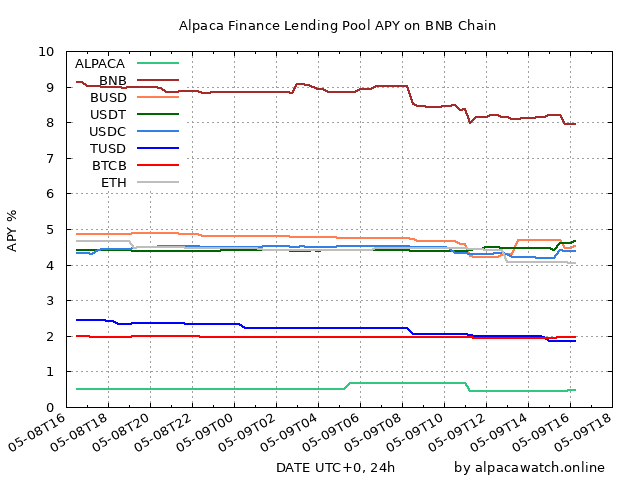 Alpaca Finance Lending Pool APY on BNB Chain
APY %
10
9
8
7
6
5
4
3
2
1
0
ALPACA
BNB
BUSD
USDT
USDC
TUSD
BTCB
ETH
05-08T16
05-08T18
05-08T20
05-08T22
05-09T00
05-09T02
05-09T04
05-09T06
05-09T08
05-09T10
05-09T12
05-09T14
05-09T16
05-09T18
DATE UTC+0, 24h
by alpacawatch.online